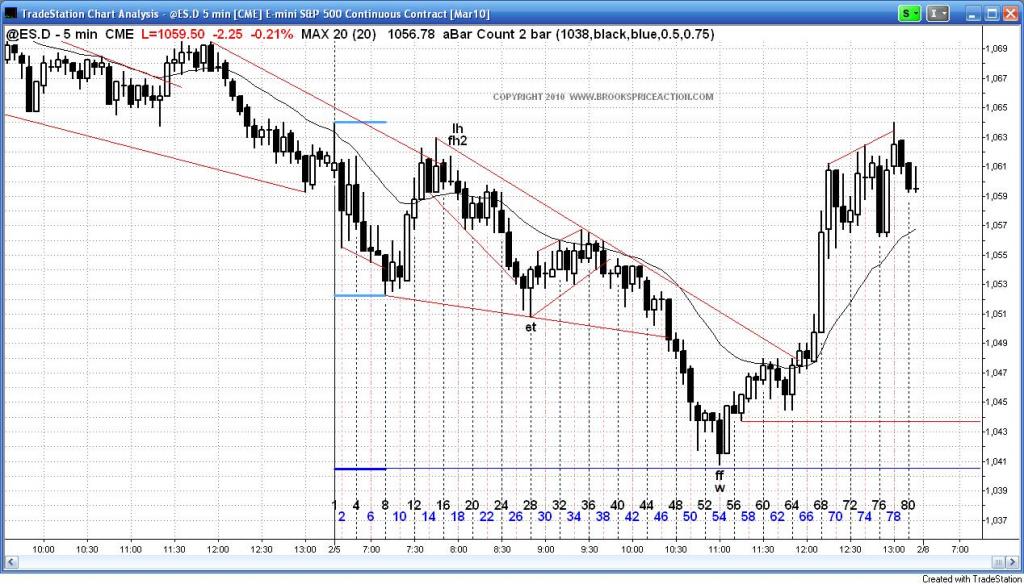 TradeStation Chart Analysis - @ES.D 5 min [CME] E-mini S&P 500 Continuous Contract [Mar10]
S
I
@ES.D - 5 min CME L=1059.50 -2.25 -0.21% MAX 20 (20) 1056.78 aBar Count 2 bar (1038,black,blue,0.5,0.75)
COPYRIGHT 2010 WWW.BROOKSPRICEACTION.COM
1,069
1,067
1,065
1,063
1,061
1,059
1,057
1,055
1,053
1,051
1,049
1,047
1,045
1,043
1,041
1,039
1,037
lh
fh2
et
ff
w
1 4 8 12 16 20 24 28 32 36 40 44 48 52 56 60 64 68 72 76 80
2 6 10 14 18 22 26 30 34 38 42 46 50 54 58 62 66 70 74 78
10:00 10:30 11:00 11:30 12:00 12:30 13:00 2/5 7:00 7:30 8:00 8:30 9:00 9:30 10:00 10:30 11:00 11:30 12:00 12:30 13:00 2/8 7:00
Created with TradeStation